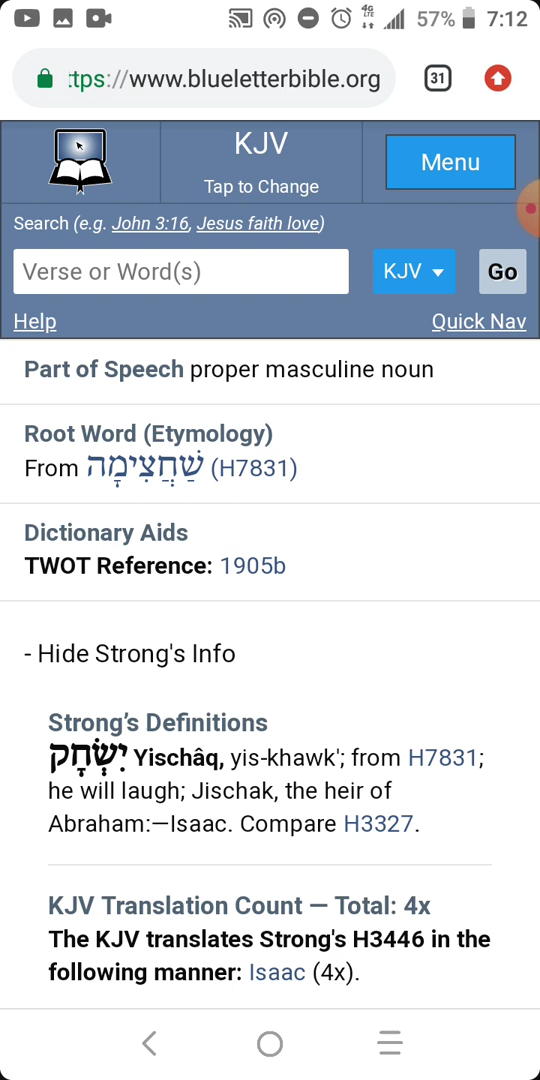 57% 7:12
ttps://www.blueletterbible.org 31
KJV
Tap to Change
Menu
Search (e.g. John 3:16, Jesus faith love)
Verse or Word(s) KJV Go
Help Quick Nav
Part of Speech proper masculine noun
Root Word (Etymology)
From שַׁחֲצִימָה (H7831)
Dictionary Aids
TWOT Reference: 1905b
- Hide Strong's Info
Strong’s Definitions
יִשְׂחָק Yischâq, yis-khawk'; from H7831;
he will laugh; Jischak, the heir of
Abraham:—Isaac. Compare H3327.
KJV Translation Count — Total: 4x
The KJV translates Strong's H3446 in the
following manner: Isaac (4x).